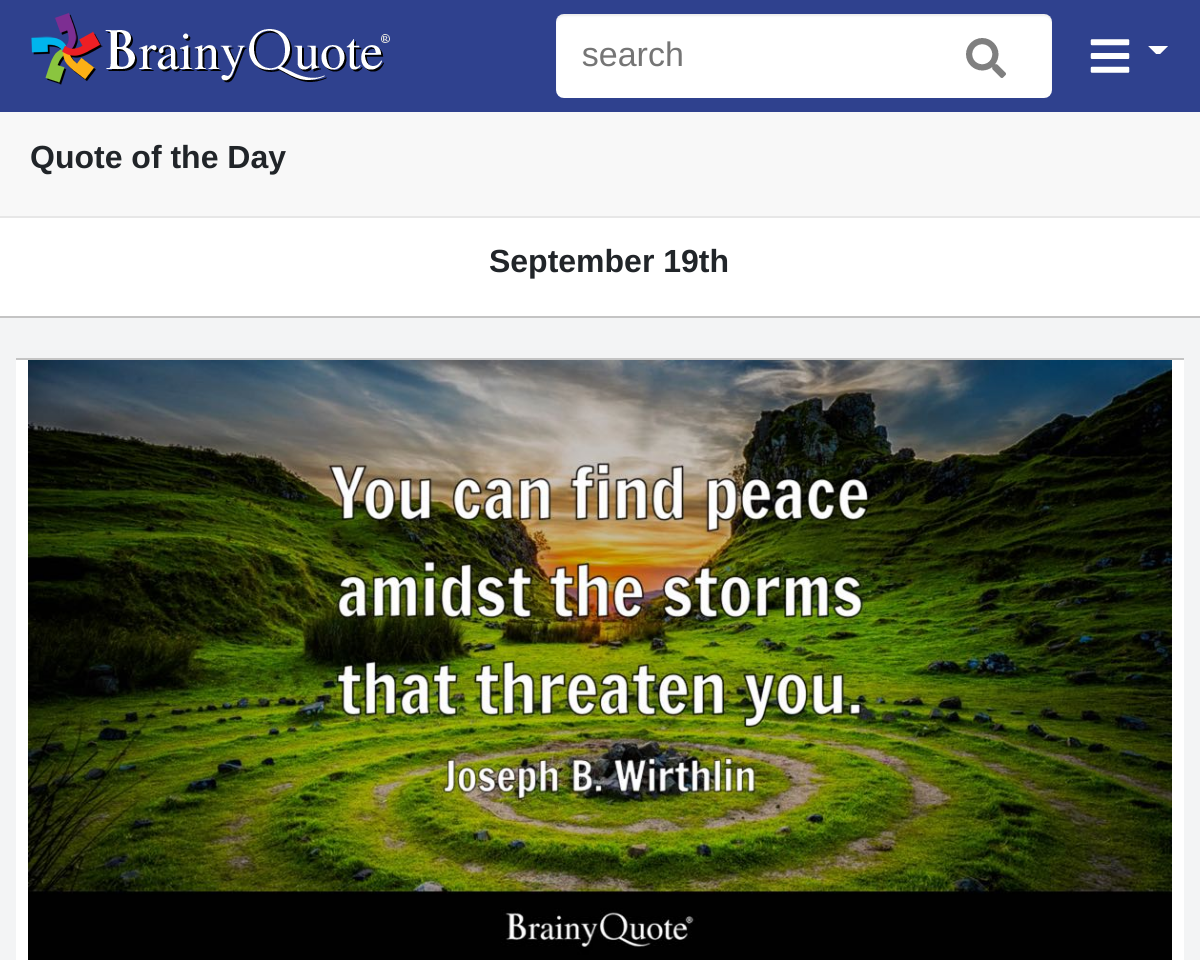 BrainyQuote®
search
Quote of the Day
September 19th
You can find peace
amidst the storms
that threaten you.
Joseph B. Wirthlin
BrainyQuote®